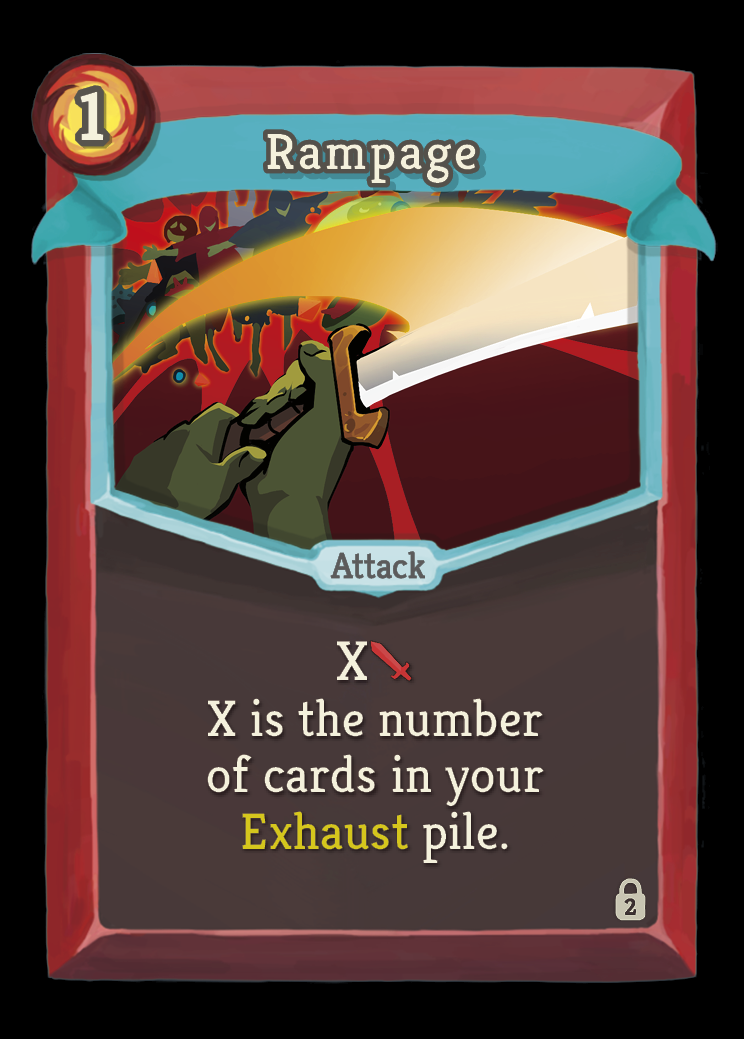 1
Rampage
Attack
X
X is the number
of cards in your
Exhaust pile.
2